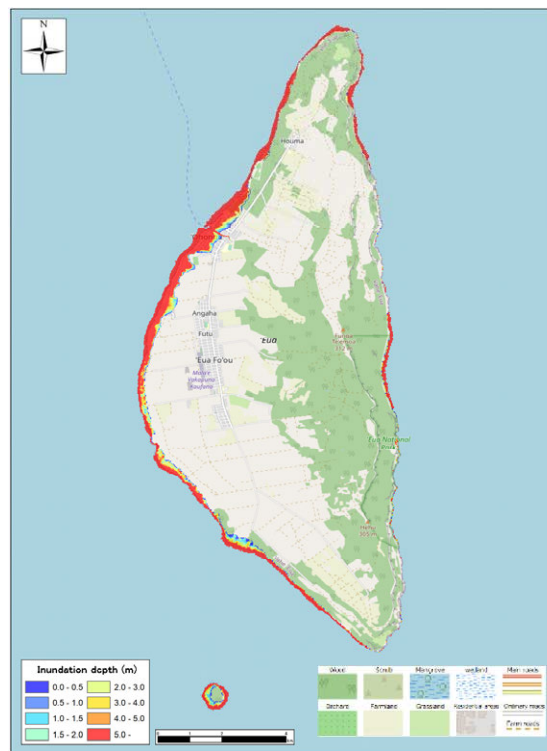 N
Houma
Angaha
Futu
'Eua
'Eua Fo'ou
Eua National
Park
Inundation depth (m)
0.0 - 0.5
2.0 - 3.0
0.5 - 1.0
3.0 - 4.0
1.0 - 1.5
4.0 - 5.0
1.5 - 2.0
5.0 -
Wood
Scrub
Mangrove
wetland
Main roads
Orchard
Farmland
Grassland
Residential areas
Ordinary roads
Farm roads